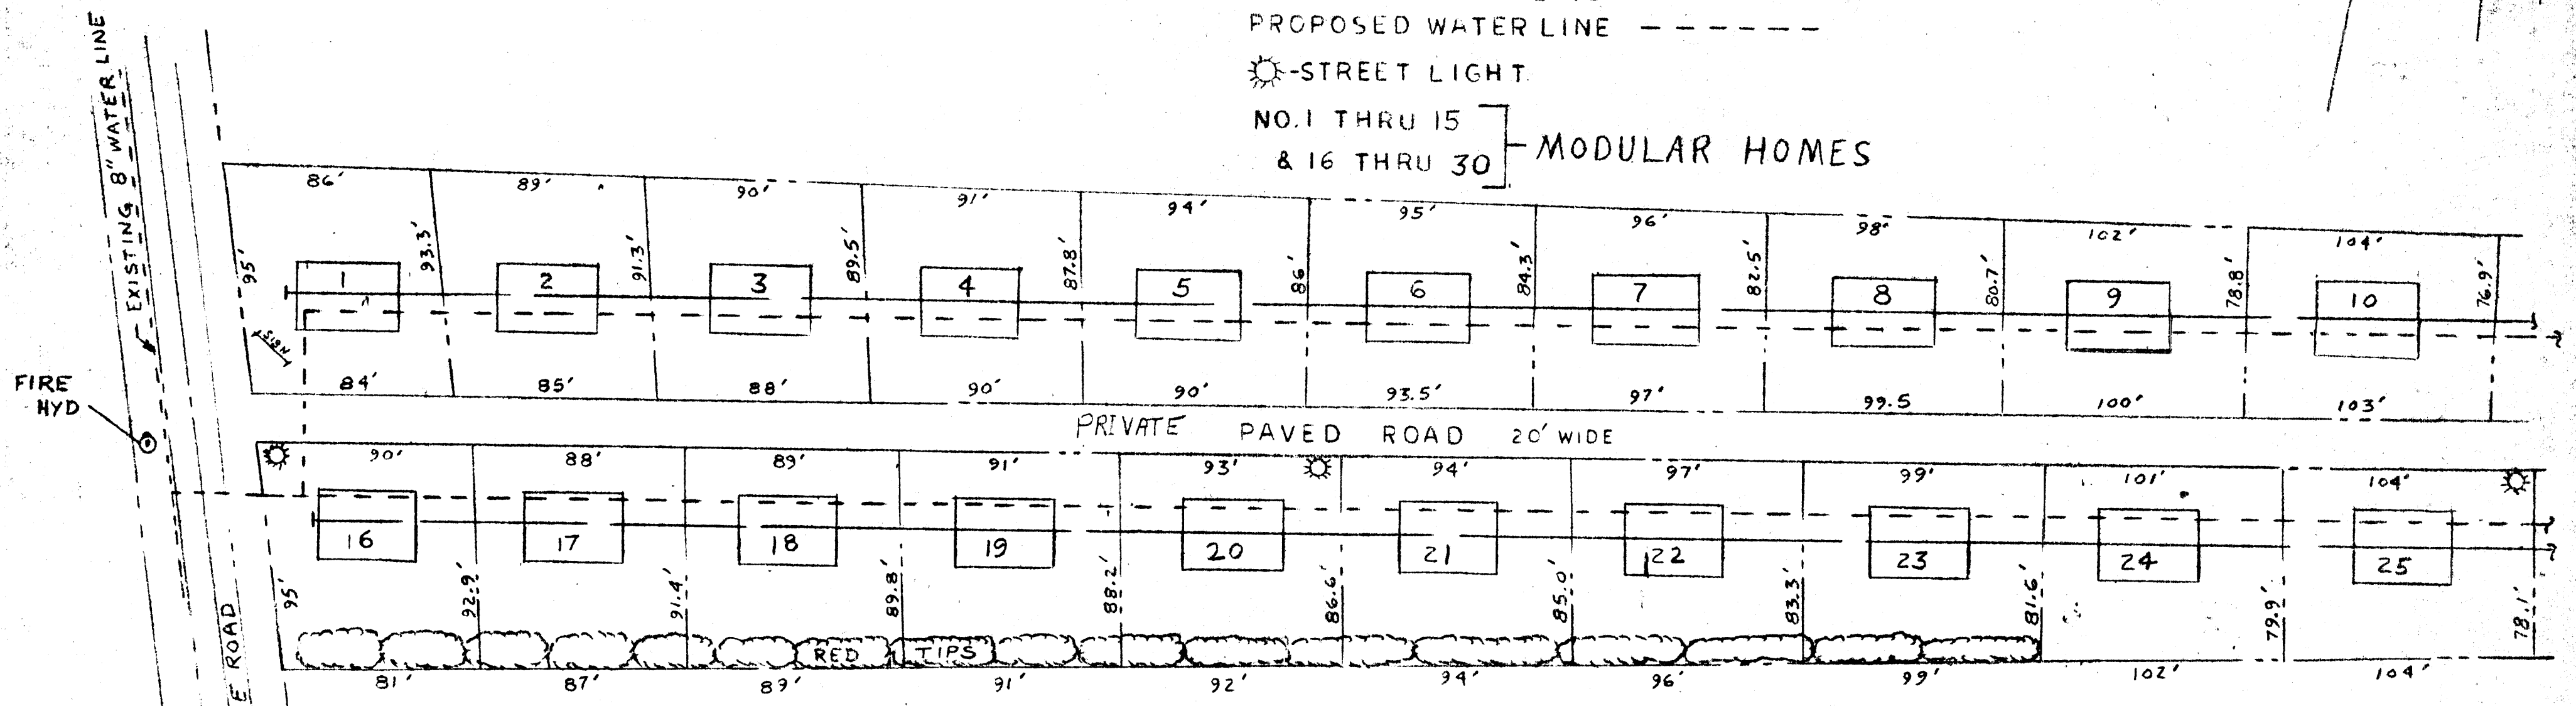 PROPOSED WATER LINE
-STREET LIGHT
NO.1 THRU 15
& 16 THRU 30
MODULAR HOMES
EXISTING 8" WATER LINE
FIRE
HYD
SIGN
86' 89' 90' 91' 94' 95' 96' 98' 102' 104'
95' 93.3' 91.3' 89.5' 87.8' 86' 84.3' 82.5' 80.7' 78.8' 76.9'
1 2 3 4 5 6 7 8 9 10
84' 85' 88' 90' 90' 93.5' 97' 99.5 100' 103'
PRIVATE PAVED ROAD 20' WIDE
90' 88' 89' 91' 93' 94' 97' 99' 101' 104'
16 17 18 19 20 21 22 23 24 25
95' 92.9' 91.4' 89.8' 88.2' 86.6' 85.0' 83.3' 81.6' 79.9' 78.1'
RED TIPS
81' 87' 89' 91' 92' 94' 96' 99' 102' 104'
E ROAD